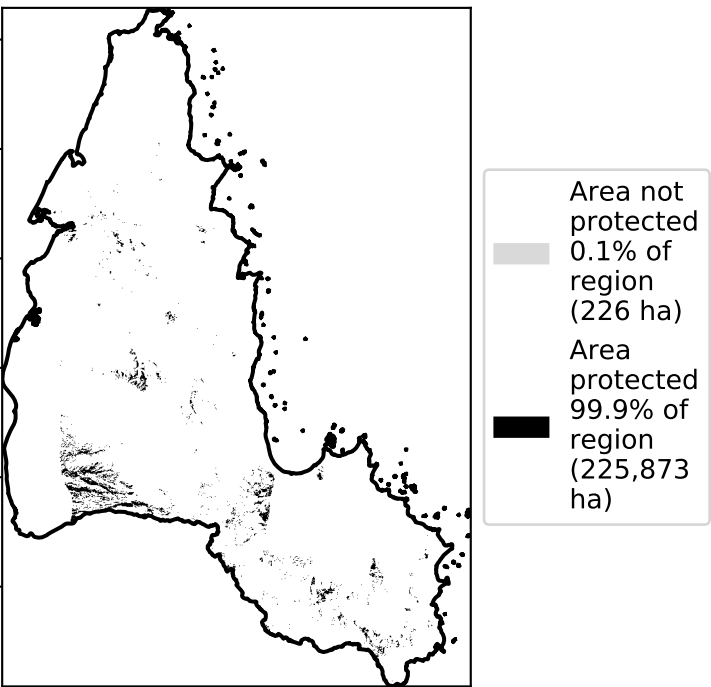 Area not
protected
0.1% of
region
(226 ha)
Area
protected
99.9% of
region
(225,873
ha)